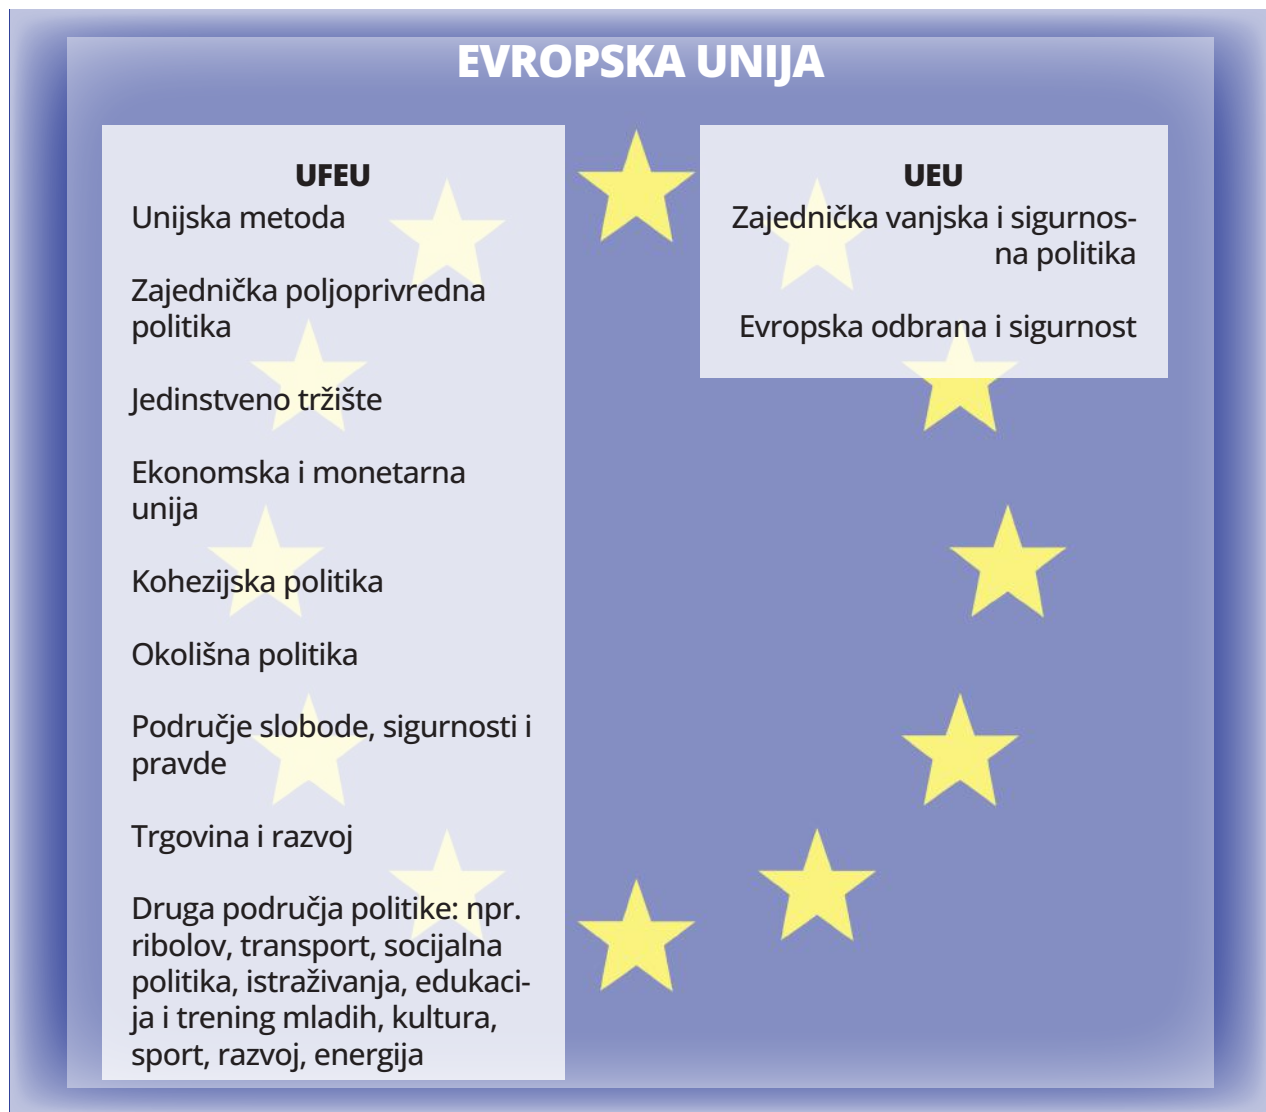 EVROPSKA UNIJA
UFEU
Unijska metoda
Zajednička poljoprivredna
politika
Jedinstveno tržište
Ekonomska i monetarna
unija
Kohezijska politika
Okolišna politika
Područje slobode, sigurnosti i
pravde
Trgovina i razvoj
Druga područja politike: npr.
ribolov, transport, socijalna
politika, istraživanja, edukaci-
ja i trening mladih, kultura,
sport, razvoj, energija
UEU
Zajednička vanjska i sigurnos-
na politika
Evropska odbrana i sigurnost